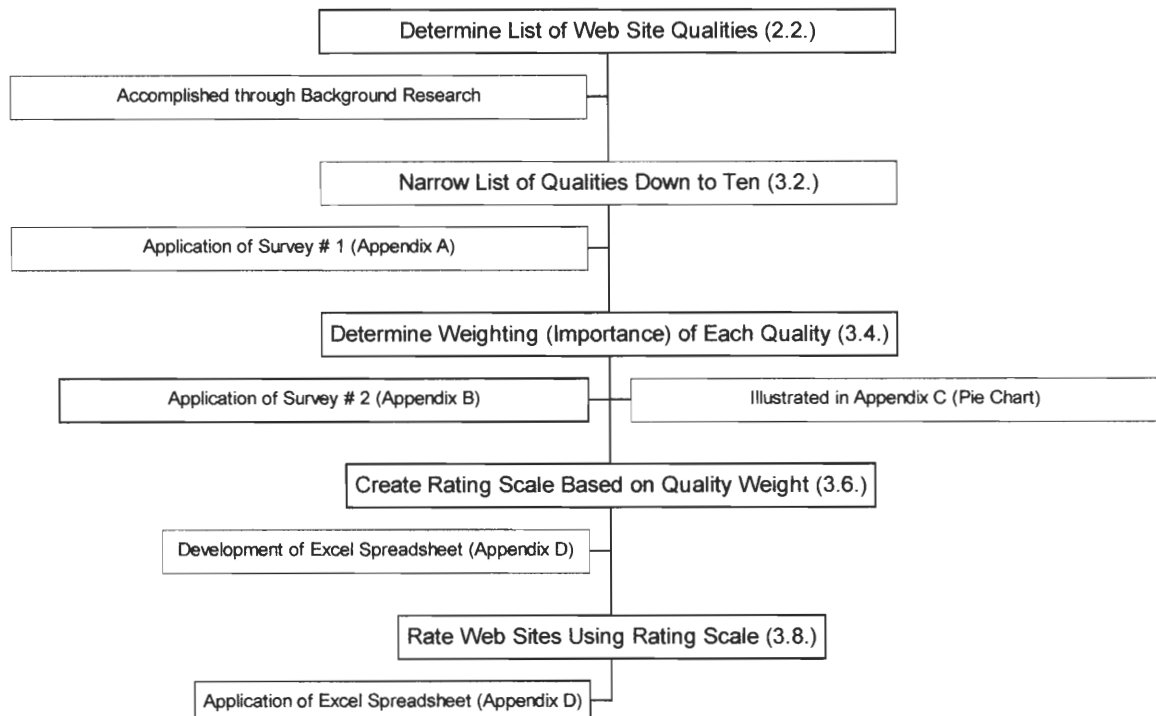 Determine List of Web Site Qualities (2.2.)
Accomplished through Background Research
Narrow List of Qualities Down to Ten (3.2.)
Application of Survey # 1 (Appendix A)
Determine Weighting (Importance) of Each Quality (3.4.)
Application of Survey # 2 (Appendix B)
Illustrated in Appendix C (Pie Chart)
Create Rating Scale Based on Quality Weight (3.6.)
Development of Excel Spreadsheet (Appendix D)
Rate Web Sites Using Rating Scale (3.8.)
Application of Excel Spreadsheet (Appendix D)